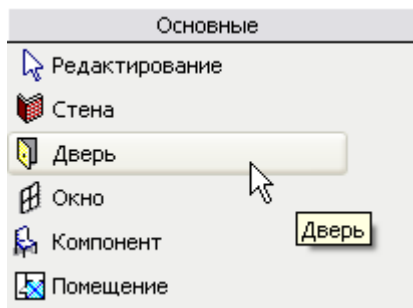 Основные
Редактирование
Стена
Дверь
Окно
Дверь
Компонент
Помещение